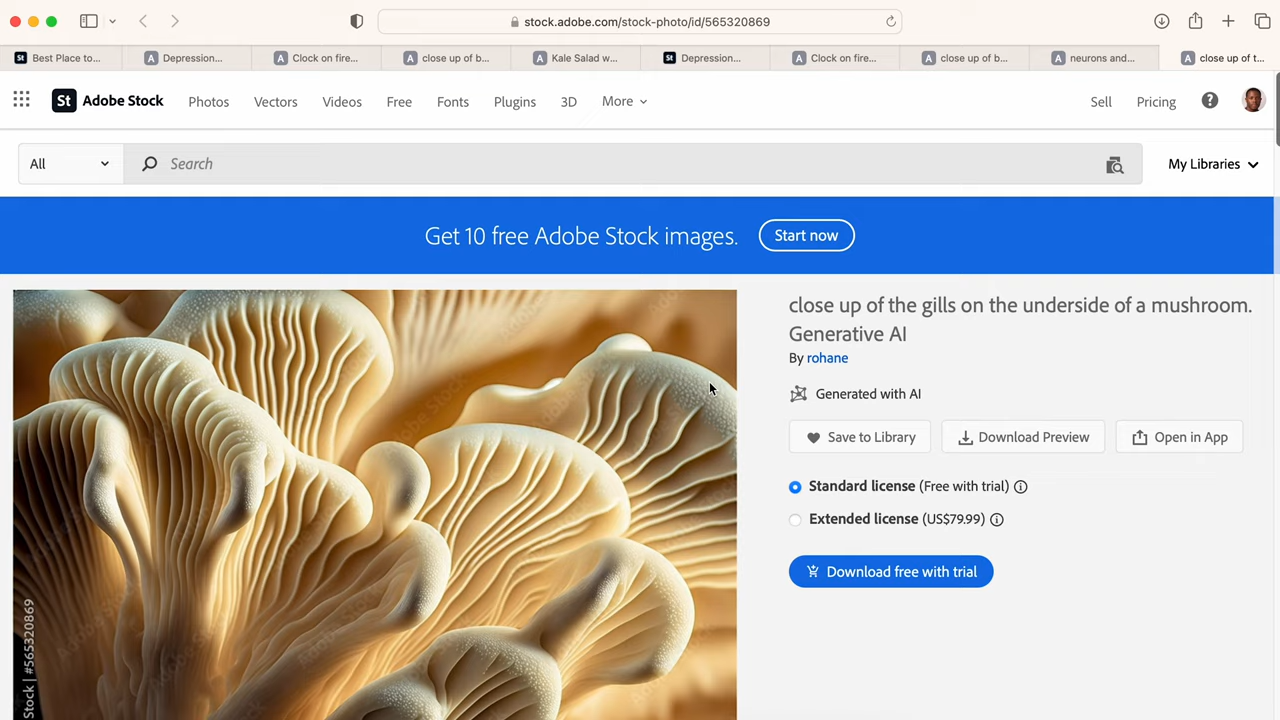 stock.adobe.com/stock-photo/id/565320869
St Best Place to...
A Depression...
A Clock on fire...
A close up of b...
A Kale Salad w...
St Depression...
A Clock on fire...
A close up of b...
A neurons and...
A close up of t...
St Adobe Stock Photos Vectors Videos Free Fonts Plugins 3D More Sell Pricing ?
All Search My Libraries
Get 10 free Adobe Stock images. Start now
close up of the gills on the underside of a mushroom.
Generative AI
By rohane
Generated with AI
Save to Library Download Preview Open in App
Standard license (Free with trial)
Extended license (US$79.99)
Download free with trial
Stock | #565320869
Adobe Stock